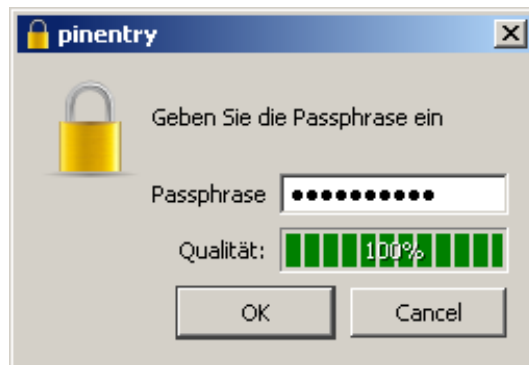 pinentry
Geben Sie die Passphrase ein
Passphrase ●●●●●●●●●●
Qualität: 100%
OK Cancel